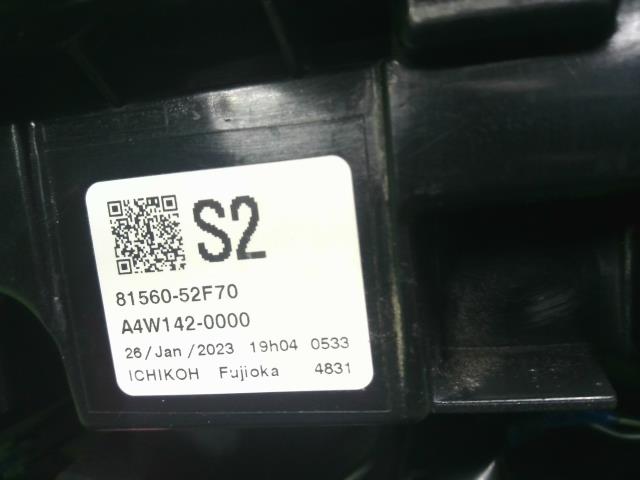 S2
81560-52F70
A4W142-0000
26/Jan/2023 19h04 0533
ICHIKOH Fujioka 4831